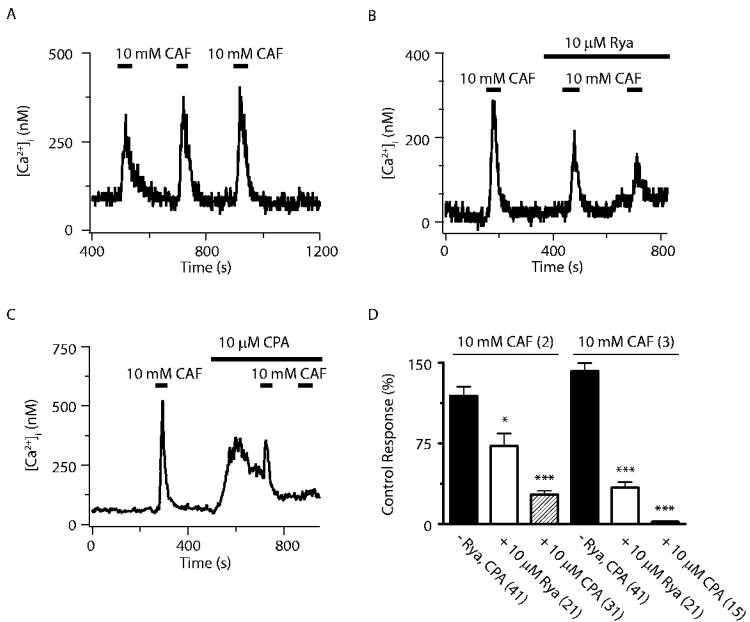 A
500
250
0
[Ca²⁺]ᵢ (nM)
10 mM CAF
10 mM CAF
400
800
1200
Time (s)
B
400
200
0
[Ca²⁺]ᵢ (nM)
10 µM Rya
10 mM CAF
10 mM CAF
0
400
800
Time (s)
C
750
500
250
0
[Ca²⁺]ᵢ (nM)
10 µM CPA
10 mM CAF
10 mM CAF
0
400
800
Time (s)
D
150
75
0
Control Response (%)
10 mM CAF (2)
10 mM CAF (3)
*
***
***
***
- Rya, CPA (41)
+ 10 µM Rya (21)
+ 10 µM CPA (31)
- Rya, CPA (41)
+ 10 µM Rya (21)
+ 10 µM CPA (15)